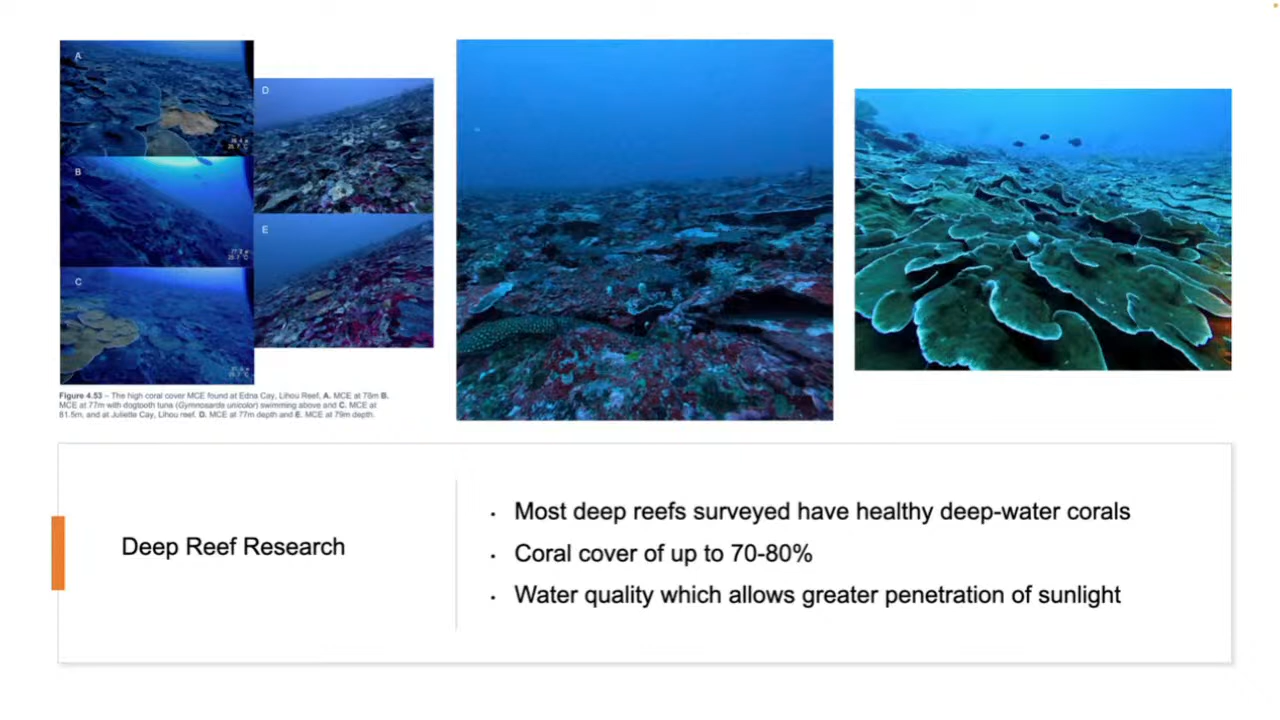 A
B
C
D
E
Figure 4.53 – The high coral cover MCE found at Edna Cay, Lihou Reef. A. MCE at 78m B.
MCE at 77m with dogtooth tuna (Gymnosarda unicolor) swimming above and C. MCE at
81.5m, and at Juliette Cay, Lihou reef. D. MCE at 77m depth and E. MCE at 79m depth.
Deep Reef Research
· Most deep reefs surveyed have healthy deep-water corals
· Coral cover of up to 70-80%
· Water quality which allows greater penetration of sunlight